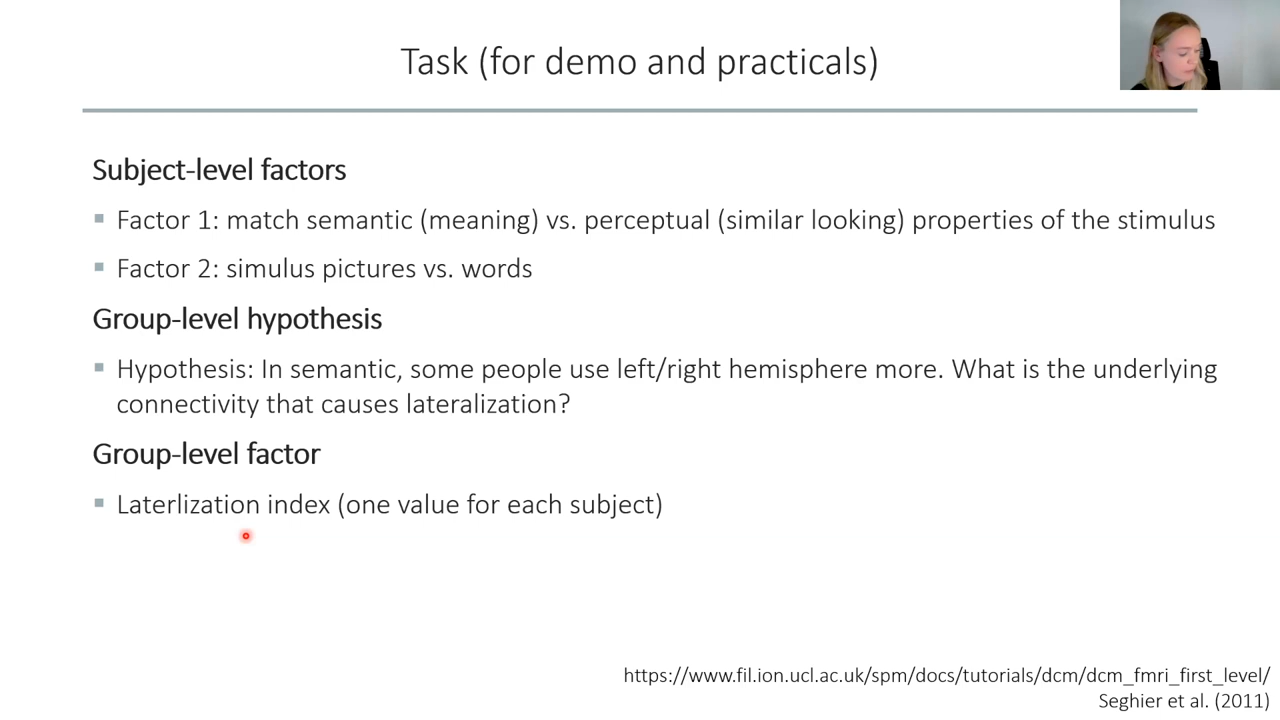 Task (for demo and practicals)
Subject-level factors
Factor 1: match semantic (meaning) vs. perceptual (similar looking) properties of the stimulus
Factor 2: simulus pictures vs. words
Group-level hypothesis
Hypothesis: In semantic, some people use left/right hemisphere more. What is the underlying
connectivity that causes lateralization?
Group-level factor
Laterlization index (one value for each subject)
https://www.fil.ion.ucl.ac.uk/spm/docs/tutorials/dcm/dcm_fmri_first_level/
Seghier et al. (2011)